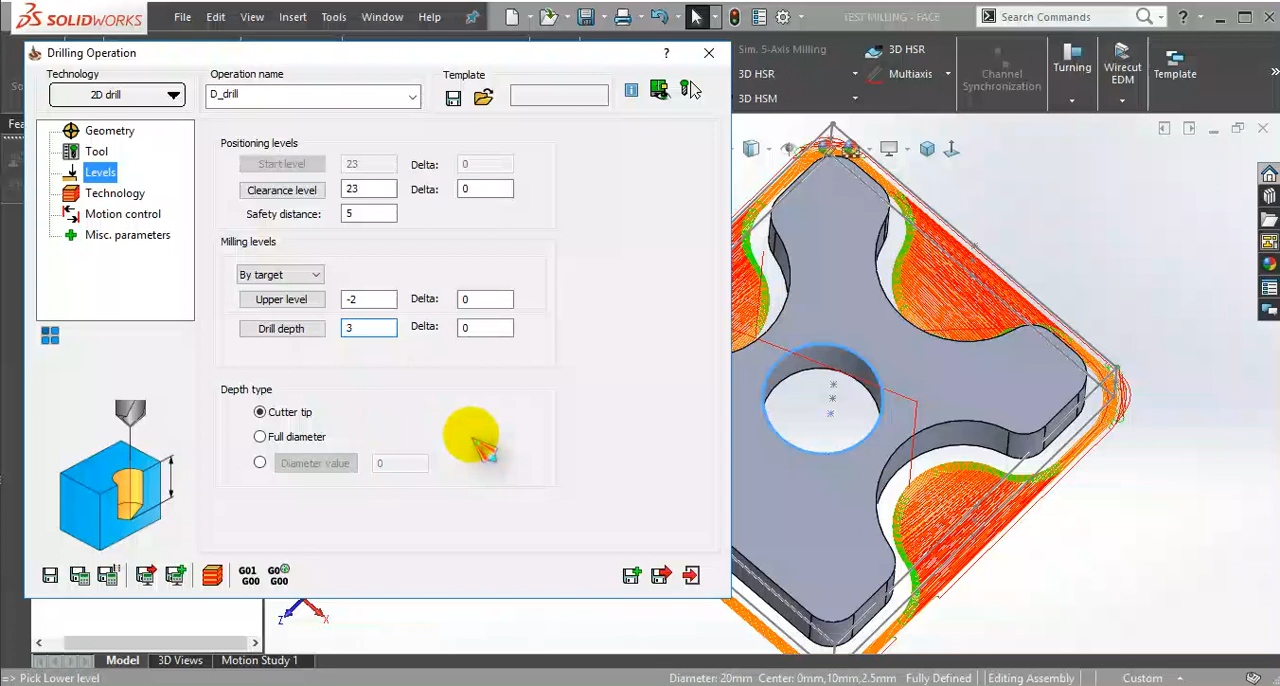 SOLIDWORKS
File Edit View Insert Tools Window Help
TEST MILLING - FACE
Search Commands
?
Drilling Operation
?
Technology
2D drill
Operation name
D_drill
Template
Geometry
Tool
Levels
Technology
Motion control
Misc. parameters
Positioning levels
Start level 23 Delta: 0
Clearance level 23 Delta: 0
Safety distance: 5
Milling levels
By target
Upper level -2 Delta: 0
Drill depth 3 Delta: 0
Depth type
Cutter tip
Full diameter
Diameter value 0
G01
G00
G0
G00
Sim. 5-Axis Milling
3D HSR
3D HSM
3D HSR
Multiaxis
Channel
Synchronization
Turning
Wirecut
EDM
Template
Z
X
Model 3D Views Motion Study 1
=> Pick Lower level
Diameter: 20mm Center: 0mm,10mm,2.5mm Fully Defined Editing Assembly Custom